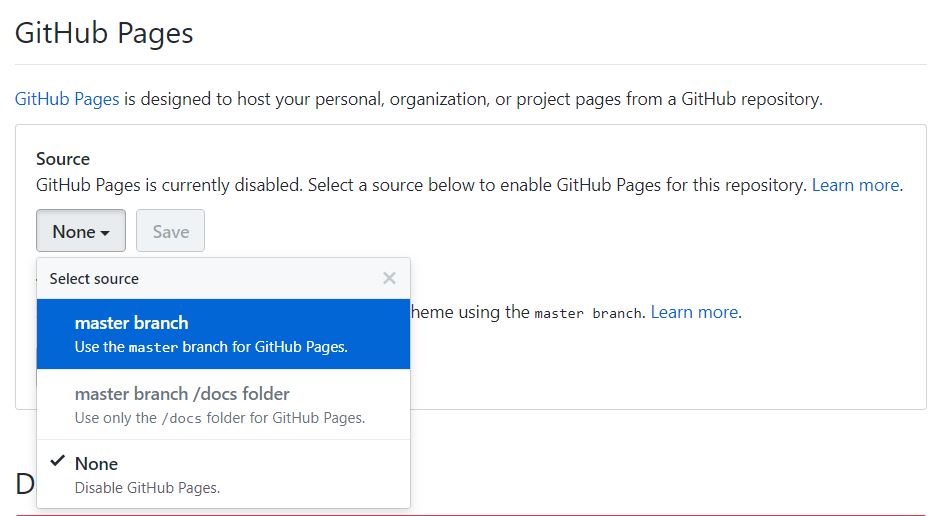 GitHub Pages
GitHub Pages is designed to host your personal, organization, or project pages from a GitHub repository.
Source
GitHub Pages is currently disabled. Select a source below to enable GitHub Pages for this repository. Learn more.
None
Save
Select source
master branch
Use the master branch for GitHub Pages.
heme using the master branch. Learn more.
master branch /docs folder
Use only the /docs folder for GitHub Pages.
None
Disable GitHub Pages.
D